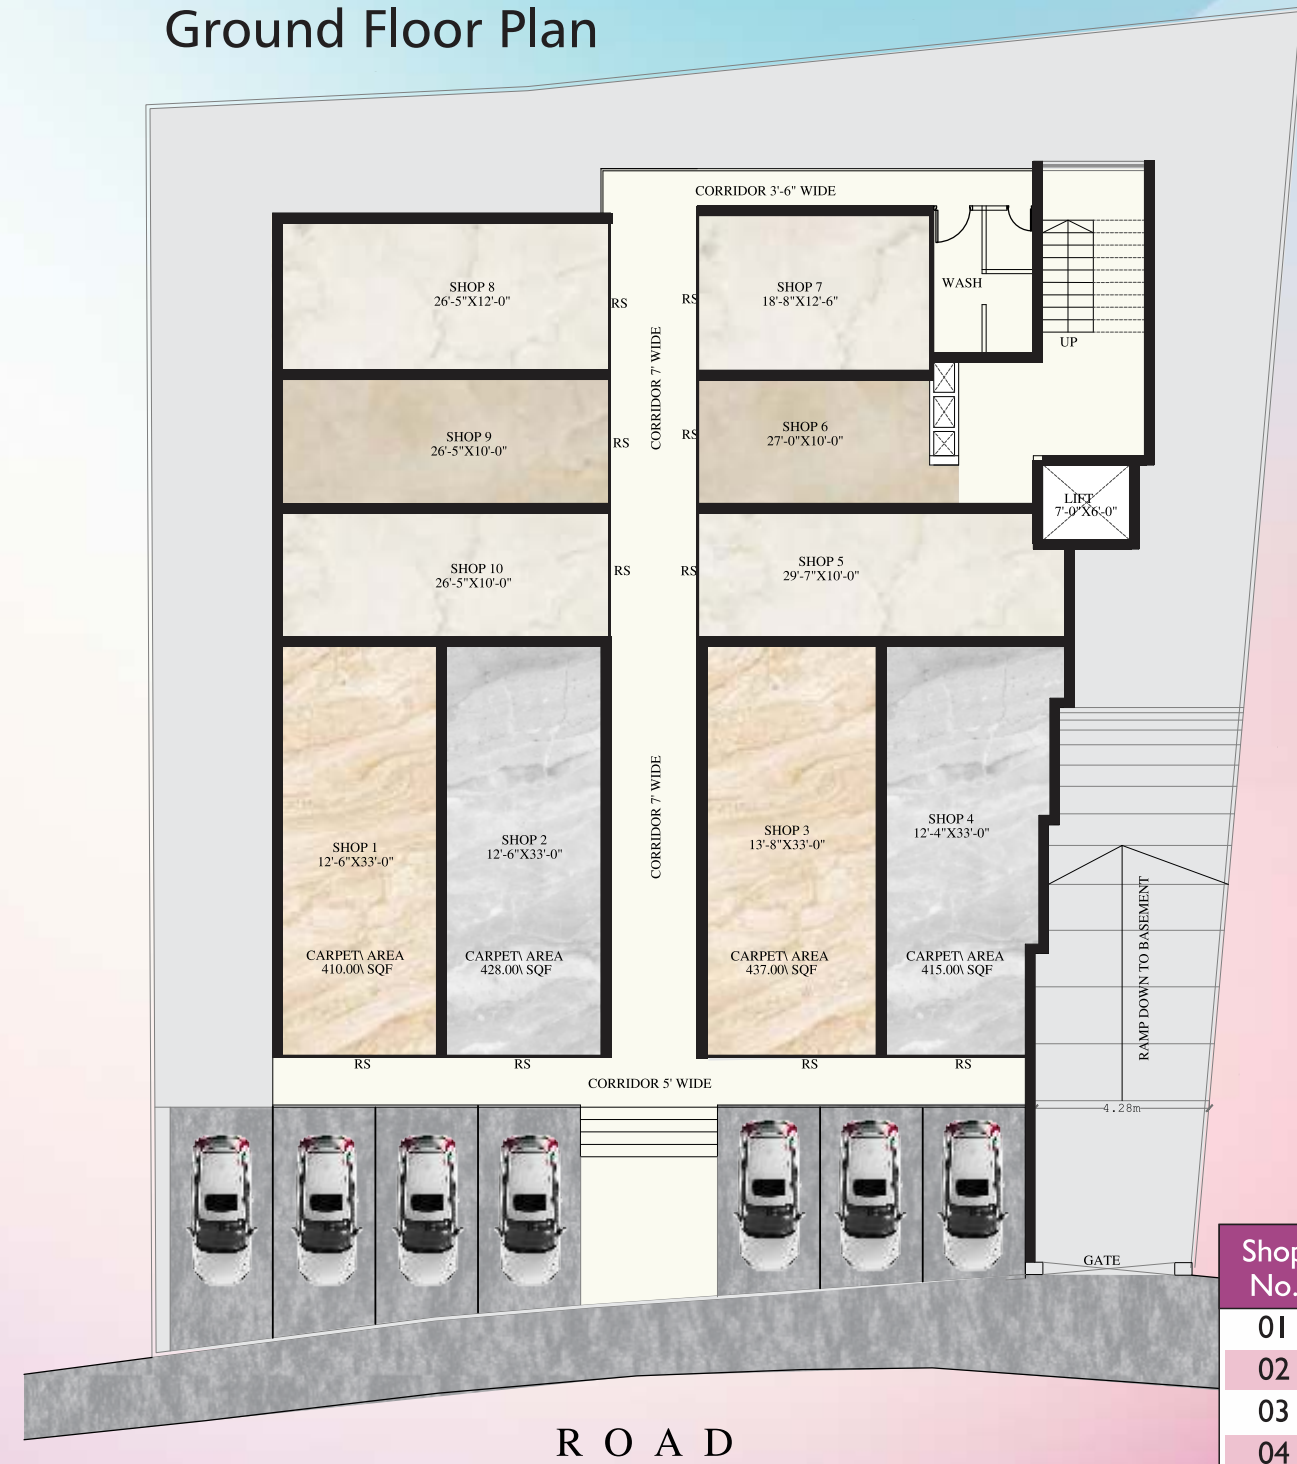 Ground Floor Plan
CORRIDOR 3'-6" WIDE
SHOP 8
26'-5"X12'-0"
RS
RS
SHOP 7
18'-8"X12'-6"
WASH
UP
CORRIDOR 7' WIDE
SHOP 9
26'-5"X10'-0"
RS
RS
SHOP 6
27'-0"X10'-0"
LIFT
7'-0"X6'-0"
SHOP 10
26'-5"X10'-0"
RS
RS
SHOP 5
29'-7"X10'-0"
CORRIDOR 7' WIDE
SHOP 1
12'-6"X33'-0"
SHOP 2
12'-6"X33'-0"
SHOP 3
13'-8"X33'-0"
SHOP 4
12'-4"X33'-0"
CARPET\ AREA
410.00\ SQF
CARPET\ AREA
428.00\ SQF
CARPET\ AREA
437.00\ SQF
CARPET\ AREA
415.00\ SQF
RAMP DOWN TO BASEMENT
RS
RS
RS
RS
CORRIDOR 5' WIDE
4.28m
GATE
Shop
No.
01
02
03
04
ROAD